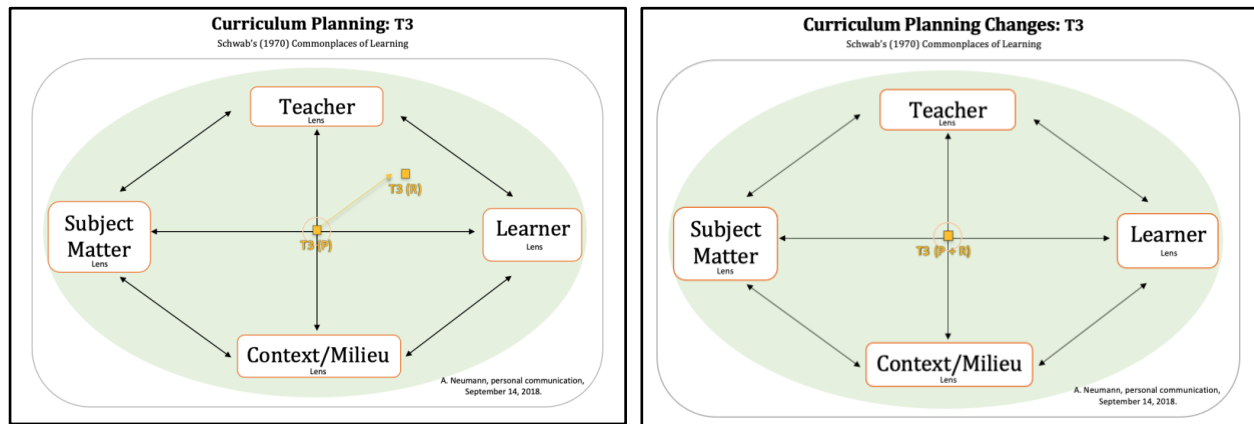 Curriculum Planning: T3
Schwab's (1970) Commonplaces of Learning
Teacher
Lens
T3 (R)
Subject
Matter
Lens
T3 (P)
Learner
Lens
Context/Milieu
Lens
A. Neumann, personal communication,
September 14, 2018.
Curriculum Planning Changes: T3
Schwab's (1970) Commonplaces of Learning
Teacher
Lens
Subject
Matter
Lens
T3 (P + R)
Learner
Lens
Context/Milieu
Lens
A. Neumann, personal communication,
September 14, 2018.